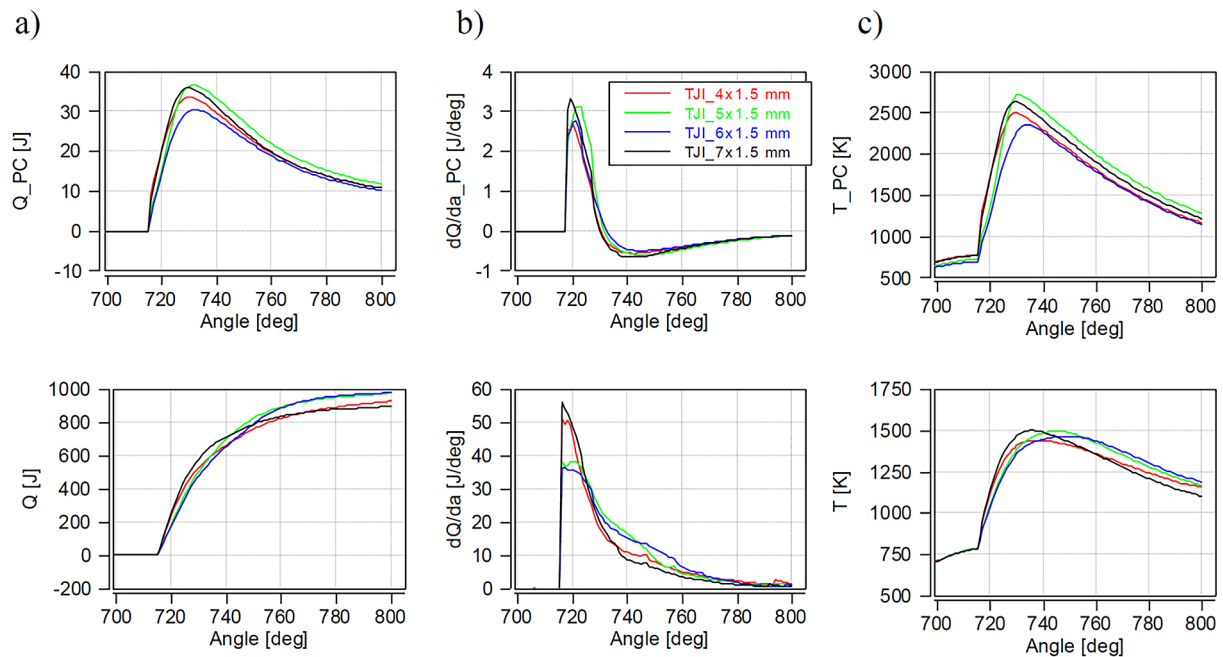 a)
b)
c)
Q_PC [J]
40
30
20
10
0
-10
700 720 740 760 780 800
Angle [deg]
dQ/da_PC [J/deg]
4
3
2
1
0
-1
TJI_4x1.5 mm
TJI_5x1.5 mm
TJI_6x1.5 mm
TJI_7x1.5 mm
700 720 740 760 780 800
Angle [deg]
T_PC [K]
3000
2500
2000
1500
1000
500
700 720 740 760 780 800
Angle [deg]
Q [J]
1000
800
600
400
200
0
-200
700 720 740 760 780 800
Angle [deg]
dQ/da [J/deg]
60
50
40
30
20
10
0
700 720 740 760 780 800
Angle [deg]
T [K]
1750
1500
1250
1000
750
500
700 720 740 760 780 800
Angle [deg]